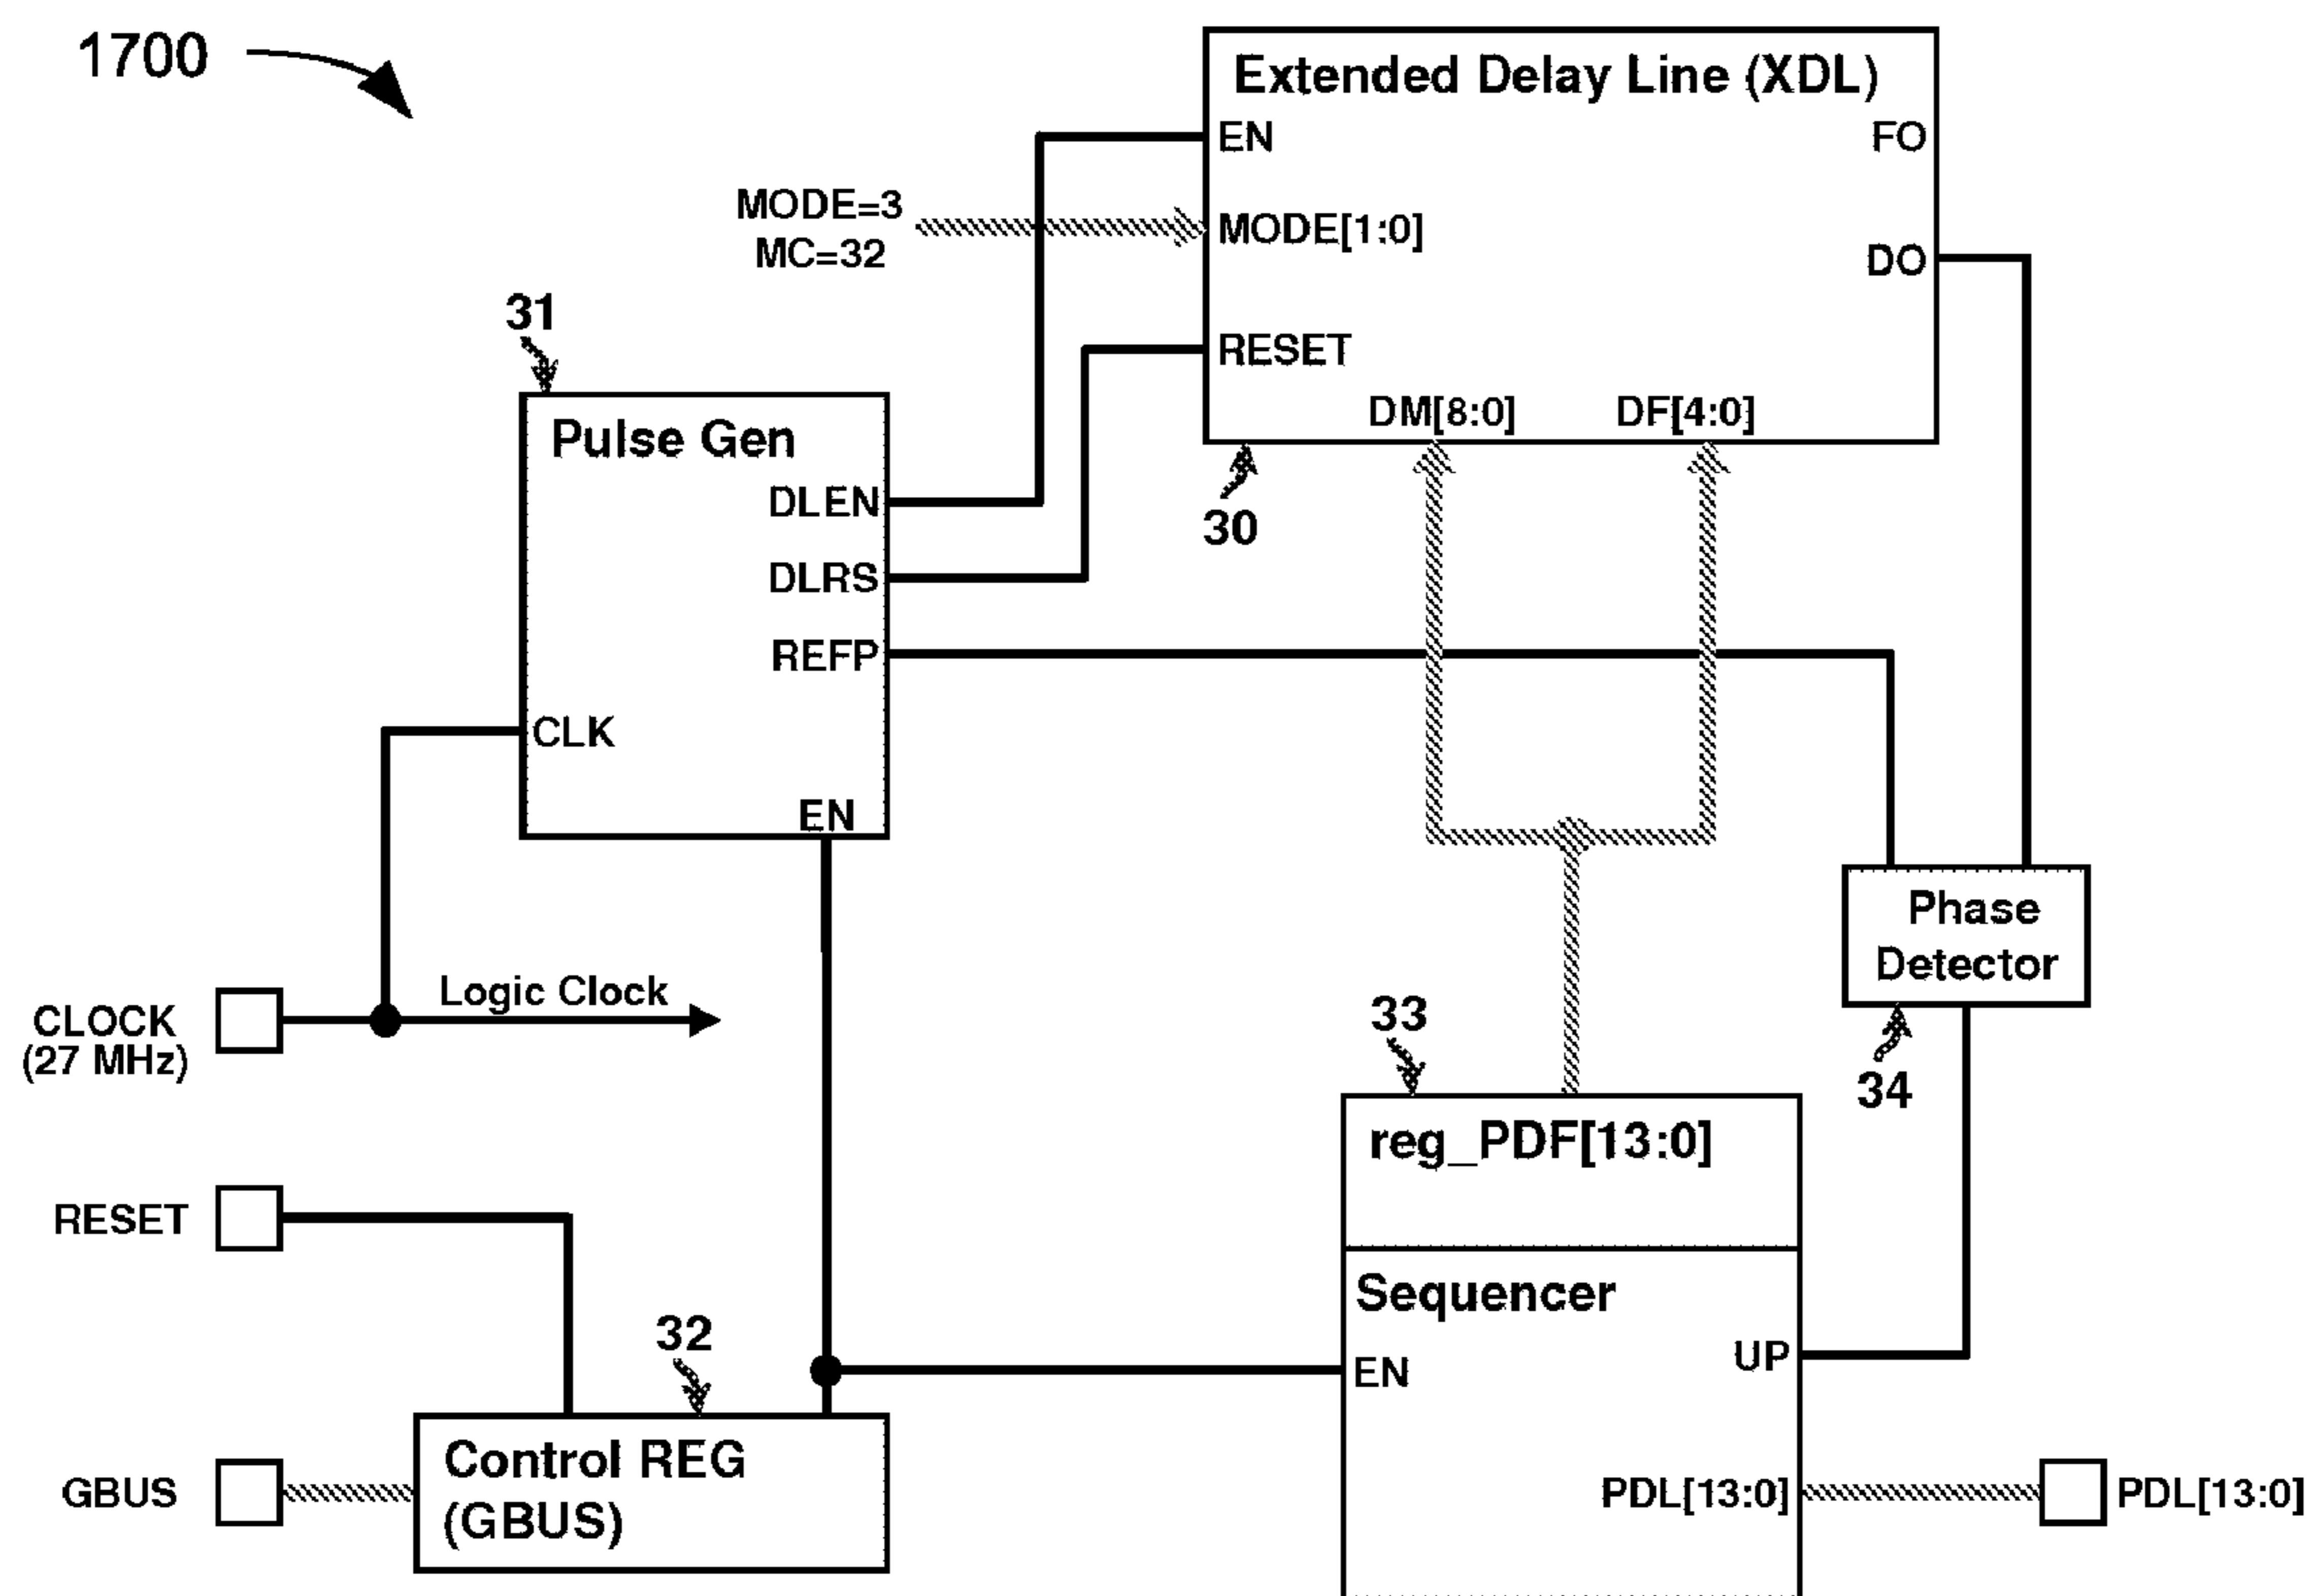 1700
Extended Delay Line (XDL)
EN
FO
MODE=3
MC=32
MODE[1:0]
DO
31
RESET
DM[8:0]
DF[4:0]
Pulse Gen
DLEN
30
DLRS
REFP
CLK
EN
Phase
Detector
Logic Clock
CLOCK
(27 MHz)
33
34
reg_PDF[13:0]
RESET
Sequencer
32
UP
EN
Control REG
(GBUS)
GBUS
PDL[13:0]
PDL[13:0]